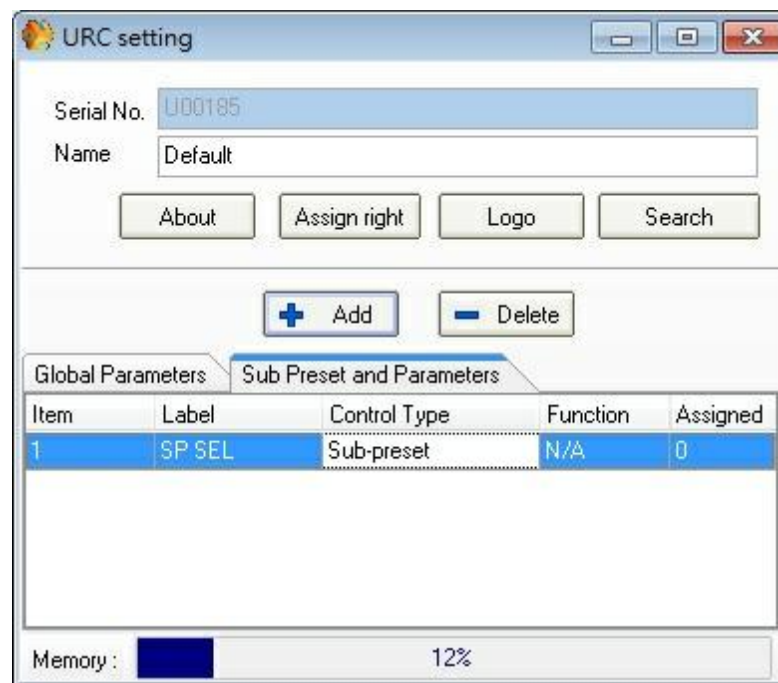 URC setting
Serial No. U00185
Name Default
About Assign right Logo Search
Add Delete
Global Parameters Sub Preset and Parameters
Item Label Control Type Function Assigned
1 SP SEL Sub-preset N/A 0
Memory : 12%